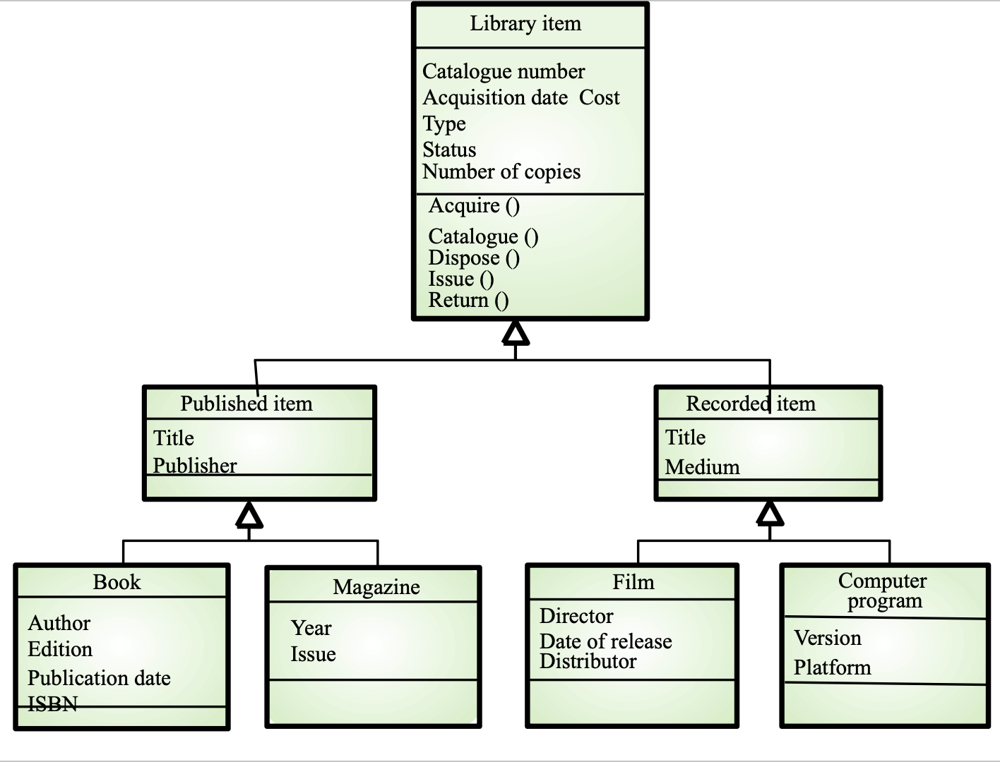 Library item
Catalogue number
Acquisition date  Cost
Type
Status
Number of copies
Acquire ()
Catalogue ()
Dispose ()
Issue ()
Return ()
Published item
Title
Publisher
Recorded item
Title
Medium
Book
Author
Edition
Publication date
ISBN
Magazine
Year
Issue
Film
Director
Date of release
Distributor
Computer
program
Version
Platform